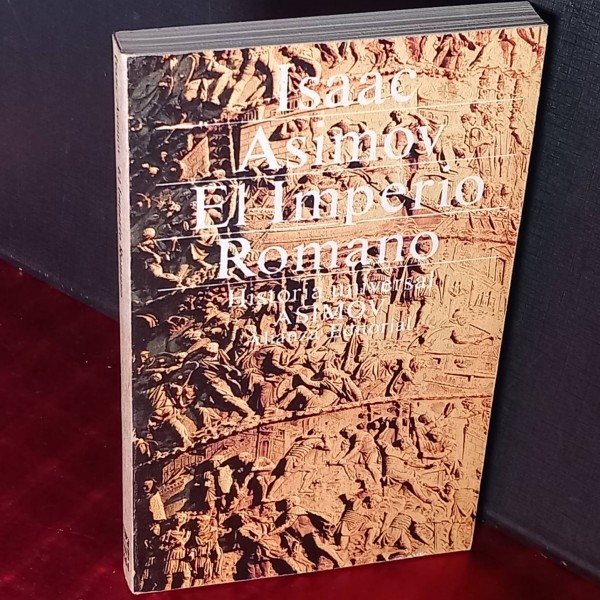 Isaac
Asimov
El Imperio
Romano
Historia universal
ASIMOV
Alianza Editorial